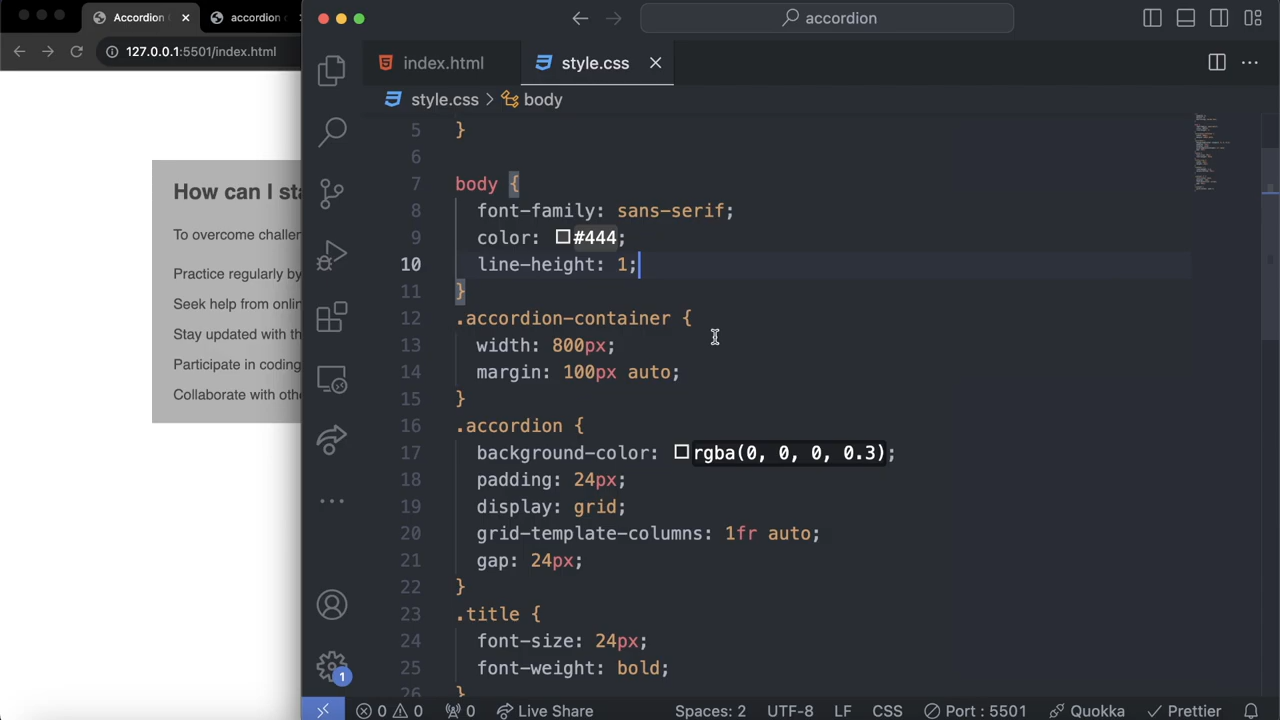 Accordion
accordion
127.0.0.1:5501/index.html
How can I sta
To overcome challer
Practice regularly by
Seek help from onlin
Stay updated with th
Participate in coding
Collaborate with othe
accordion
index.html
style.css
style.css > body
5 }
6
7 body {
8 font-family: sans-serif;
9 color: #444;
10 line-height: 1;
11 }
12 .accordion-container {
13 width: 800px;
14 margin: 100px auto;
15 }
16 .accordion {
17 background-color: rgba(0, 0, 0, 0.3);
18 padding: 24px;
19 display: grid;
20 grid-template-columns: 1fr auto;
21 gap: 24px;
22 }
23 .title {
24 font-size: 24px;
25 font-weight: bold;
26 }
1
0 0 0 Live Share Spaces: 2 UTF-8 LF CSS Port : 5501 Quokka Prettier